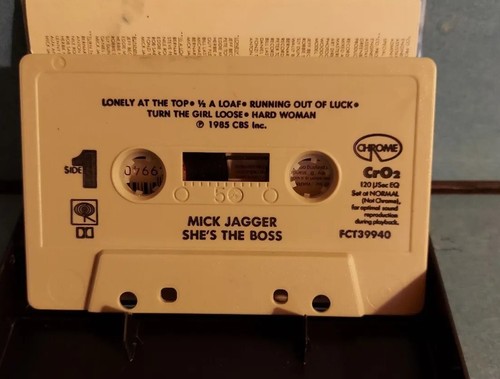 LONELY AT THE TOP • ½ A LOAF • RUNNING OUT OF LUCK •
TURN THE GIRL LOOSE • HARD WOMAN
℗ 1985 CBS Inc.
CHROME
SIDE 1
CrO2
120 µSec EQ
Set at NORMAL
(Not Chrome),
for optimal sound
reproduction
during playback.
50
MICK JAGGER
SHE'S THE BOSS
FCT39940